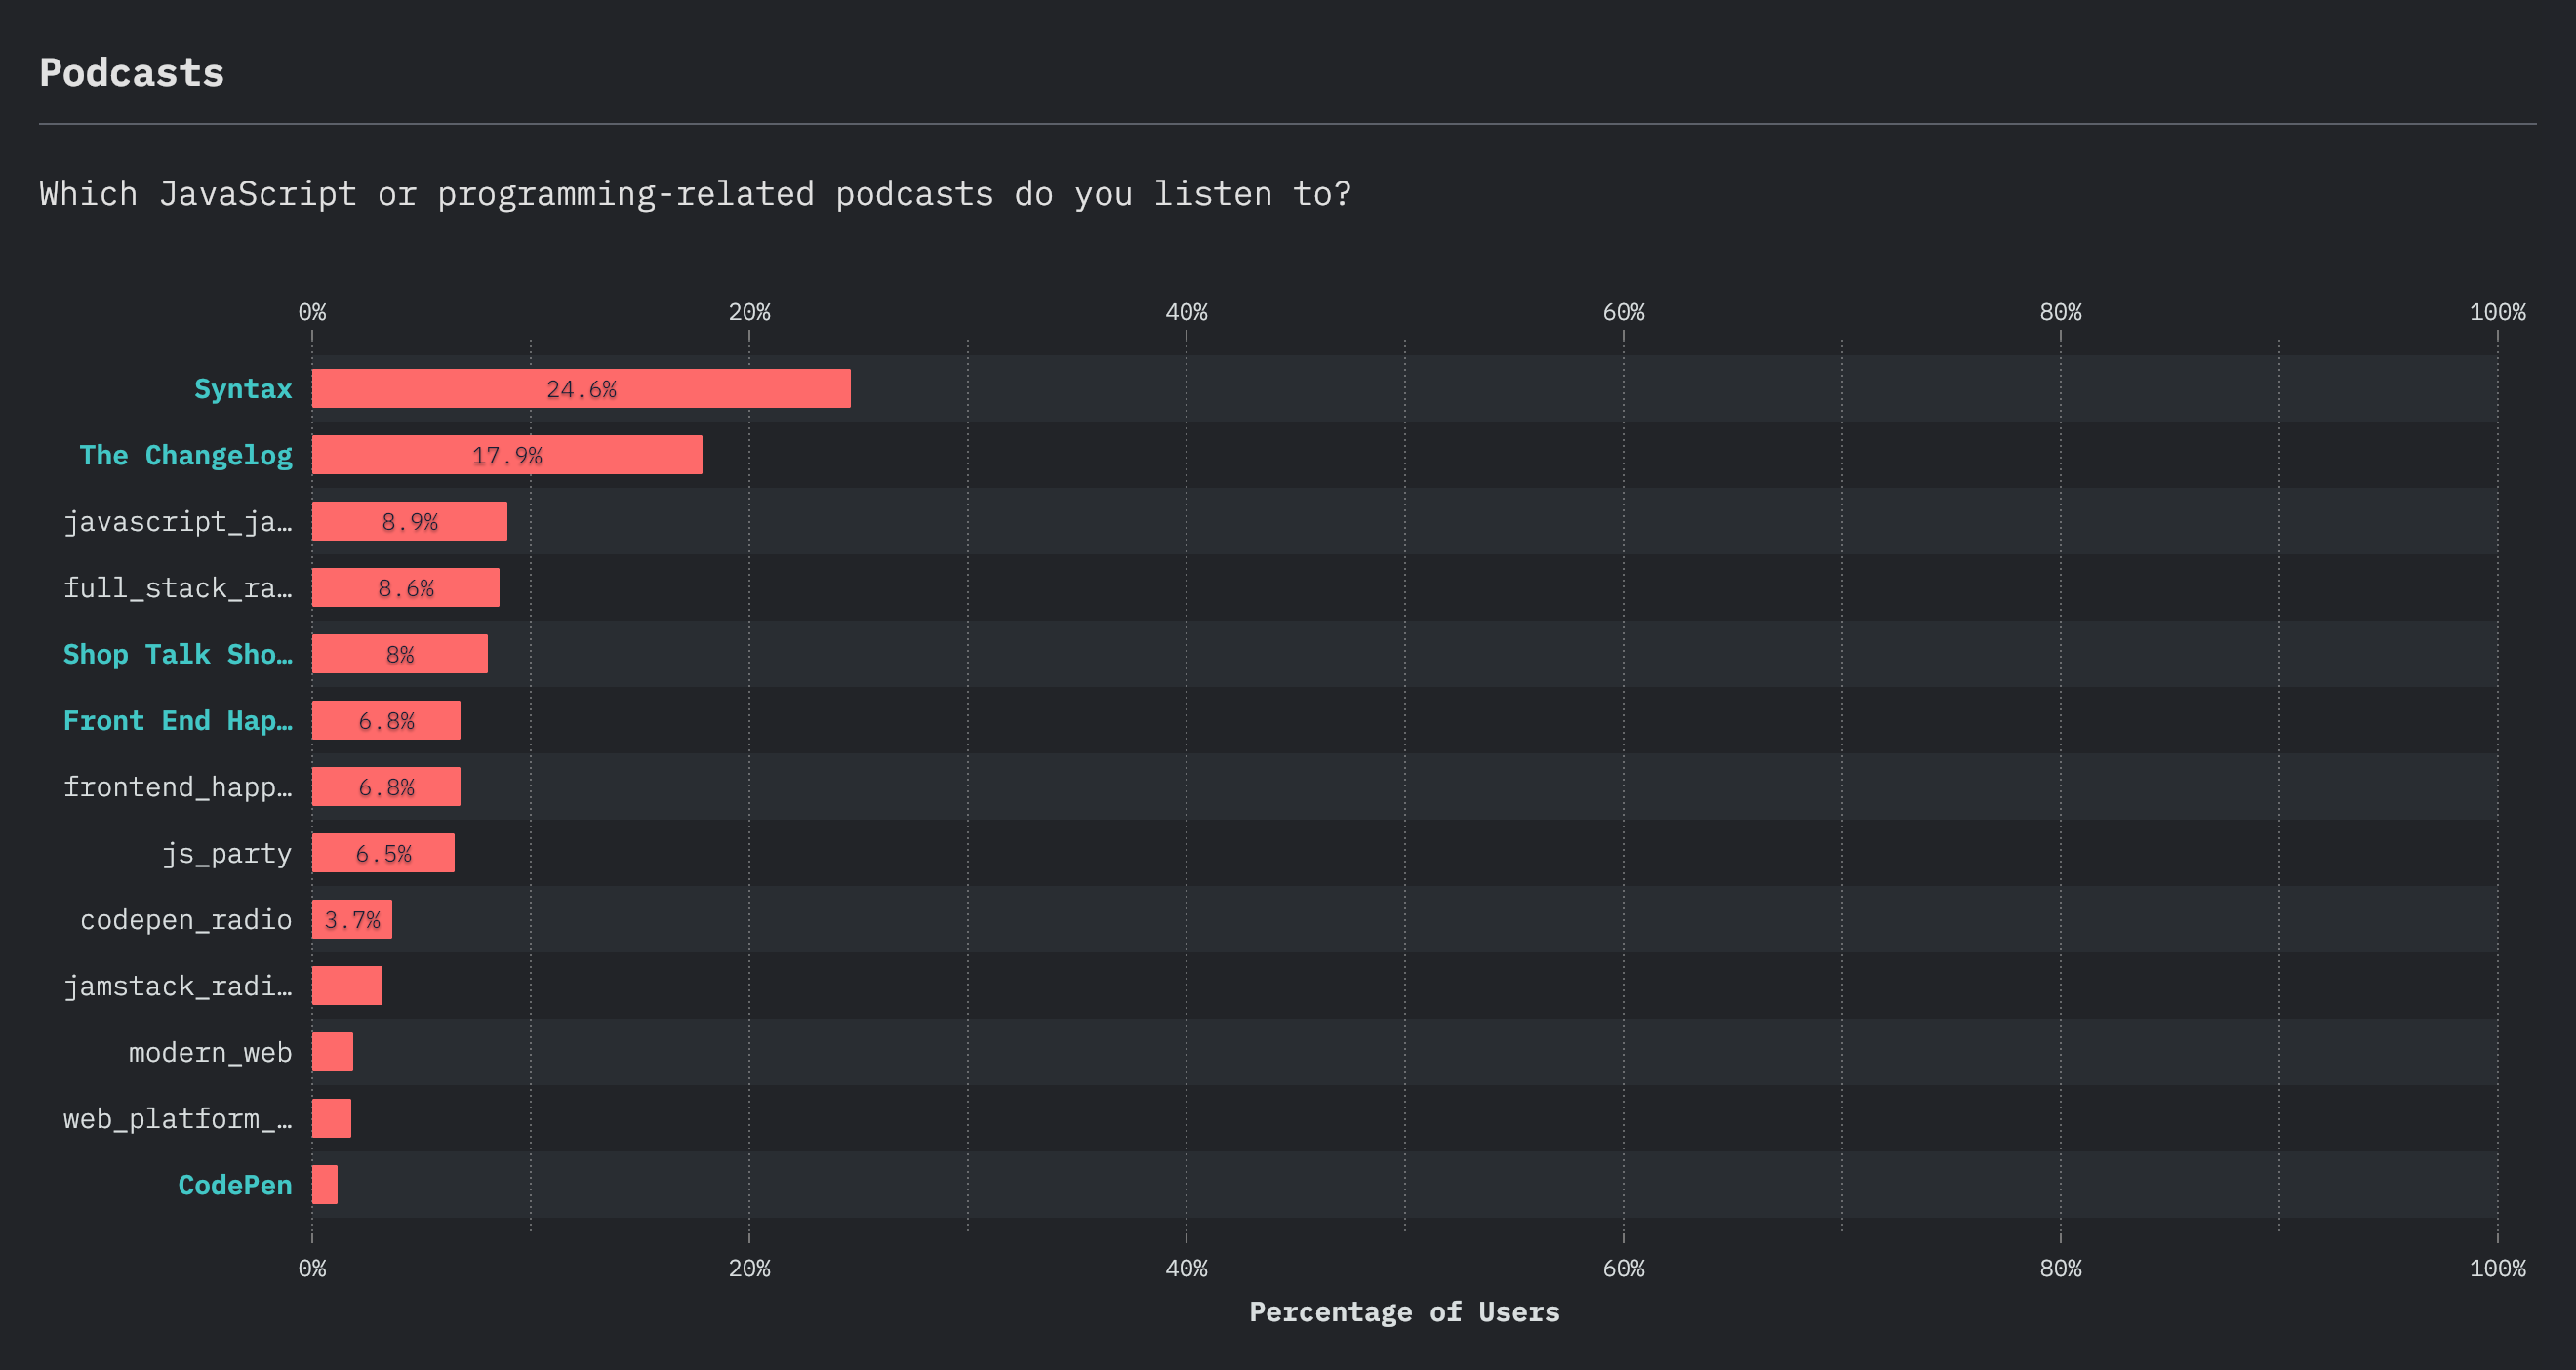 Podcasts
Which JavaScript or programming-related podcasts do you listen to?
0% 20% 40% 60% 80% 100%
Syntax 24.6%
The Changelog 17.9%
javascript_ja… 8.9%
full_stack_ra… 8.6%
Shop Talk Sho… 8%
Front End Hap… 6.8%
frontend_happ… 6.8%
js_party 6.5%
codepen_radio 3.7%
jamstack_radi…
modern_web
web_platform_…
CodePen
0% 20% 40% 60% 80% 100%
Percentage of Users